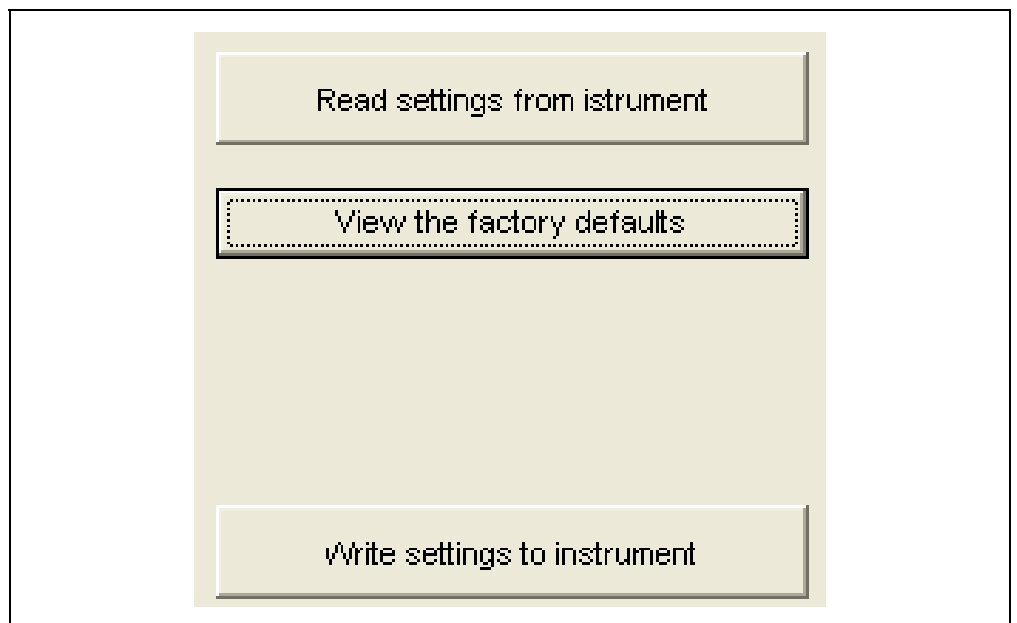 Read settings from istrument
View the factory defaults
Write settings to instrument